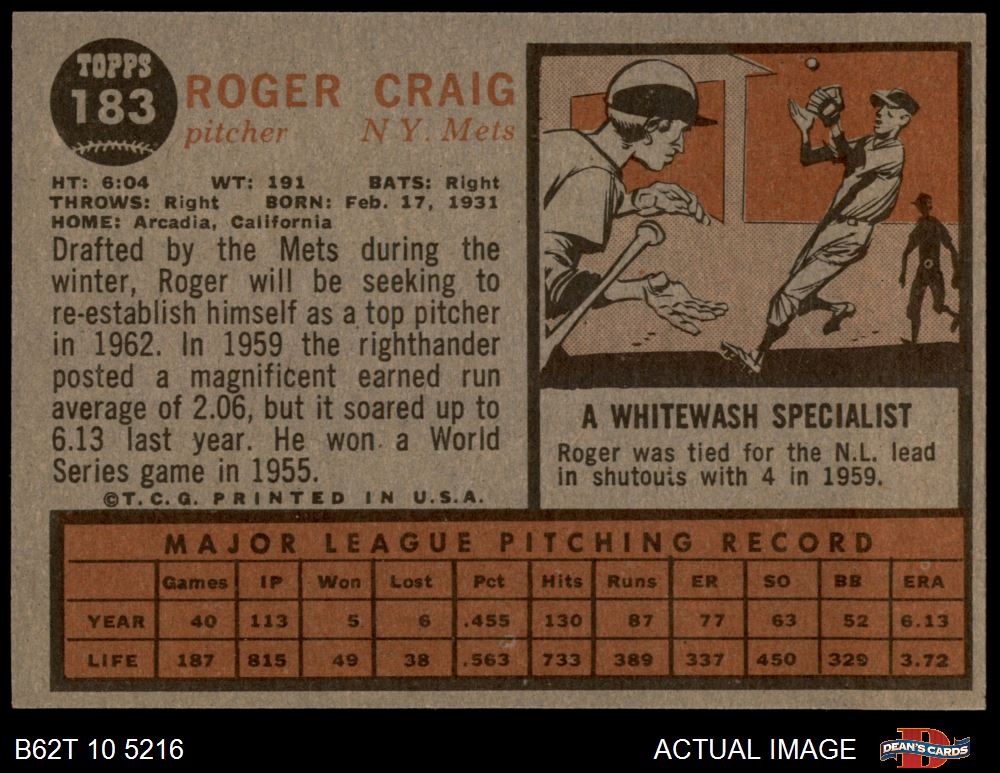 TOPPS
183
ROGER CRAIG
pitcher N Y. Mets
HT: 6:04 WT: 191 BATS: Right
THROWS: Right BORN: Feb. 17, 1931
HOME: Arcadia, California
Drafted by the Mets during the
winter, Roger will be seeking to
re-establish himself as a top pitcher
in 1962. In 1959 the righthander
posted a magnificent earned run
average of 2.06, but it soared up to
6.13 last year. He won a World
Series game in 1955.
©T.C.G. PRINTED IN U.S.A.
A WHITEWASH SPECIALIST
Roger was tied for the N.L. lead
in shutouts with 4 in 1959.
MAJOR LEAGUE PITCHING RECORD
Games IP Won Lost Pct Hits Runs ER SO BB ERA
YEAR 40 113 5 6 .455 130 87 77 63 52 6.13
LIFE 187 815 49 38 .563 733 389 337 450 329 3.72
B62T 10 5216 ACTUAL IMAGE DEAN'S CARDS